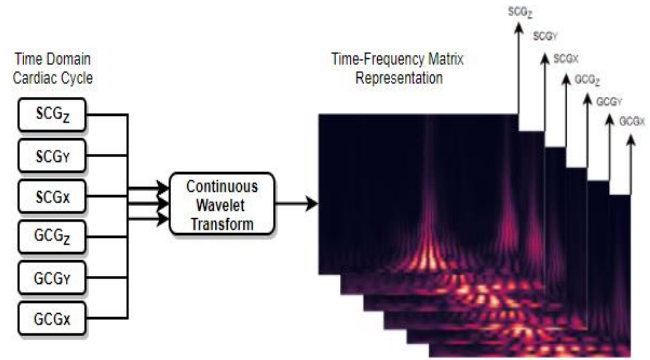 Time Domain
Cardiac Cycle
SCGZ
SCGY
SCGX
GCGZ
GCGY
GCGX
Continuous
Wavelet
Transform
Time-Frequency Matrix
Representation
SCGZ
SCGY
SCGX
GCGZ
GCGY
GCGX